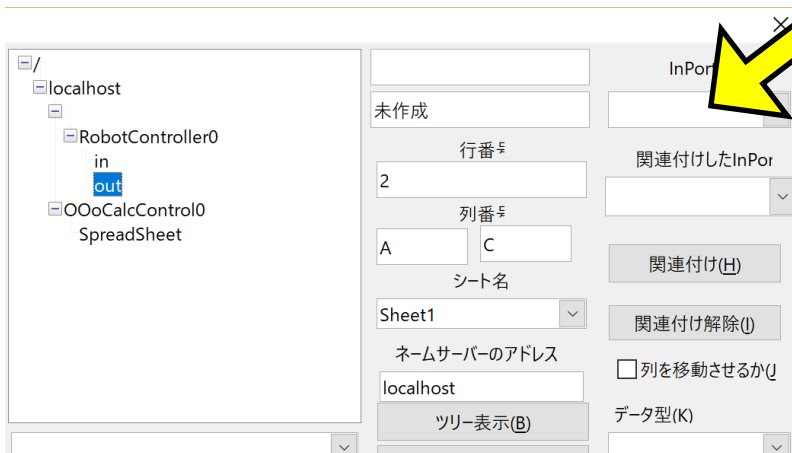 /
localhost
RobotController0
in
out
OOoCalcControl0
SpreadSheet
未作成
行番号
2
列番号
A
C
シート名
Sheet1
ネームサーバーのアドレス
localhost
ツリー表示(B)
InPor
関連付けしたInPor
関連付け(H)
関連付け解除(I)
列を移動させるか(J
データ型(K)